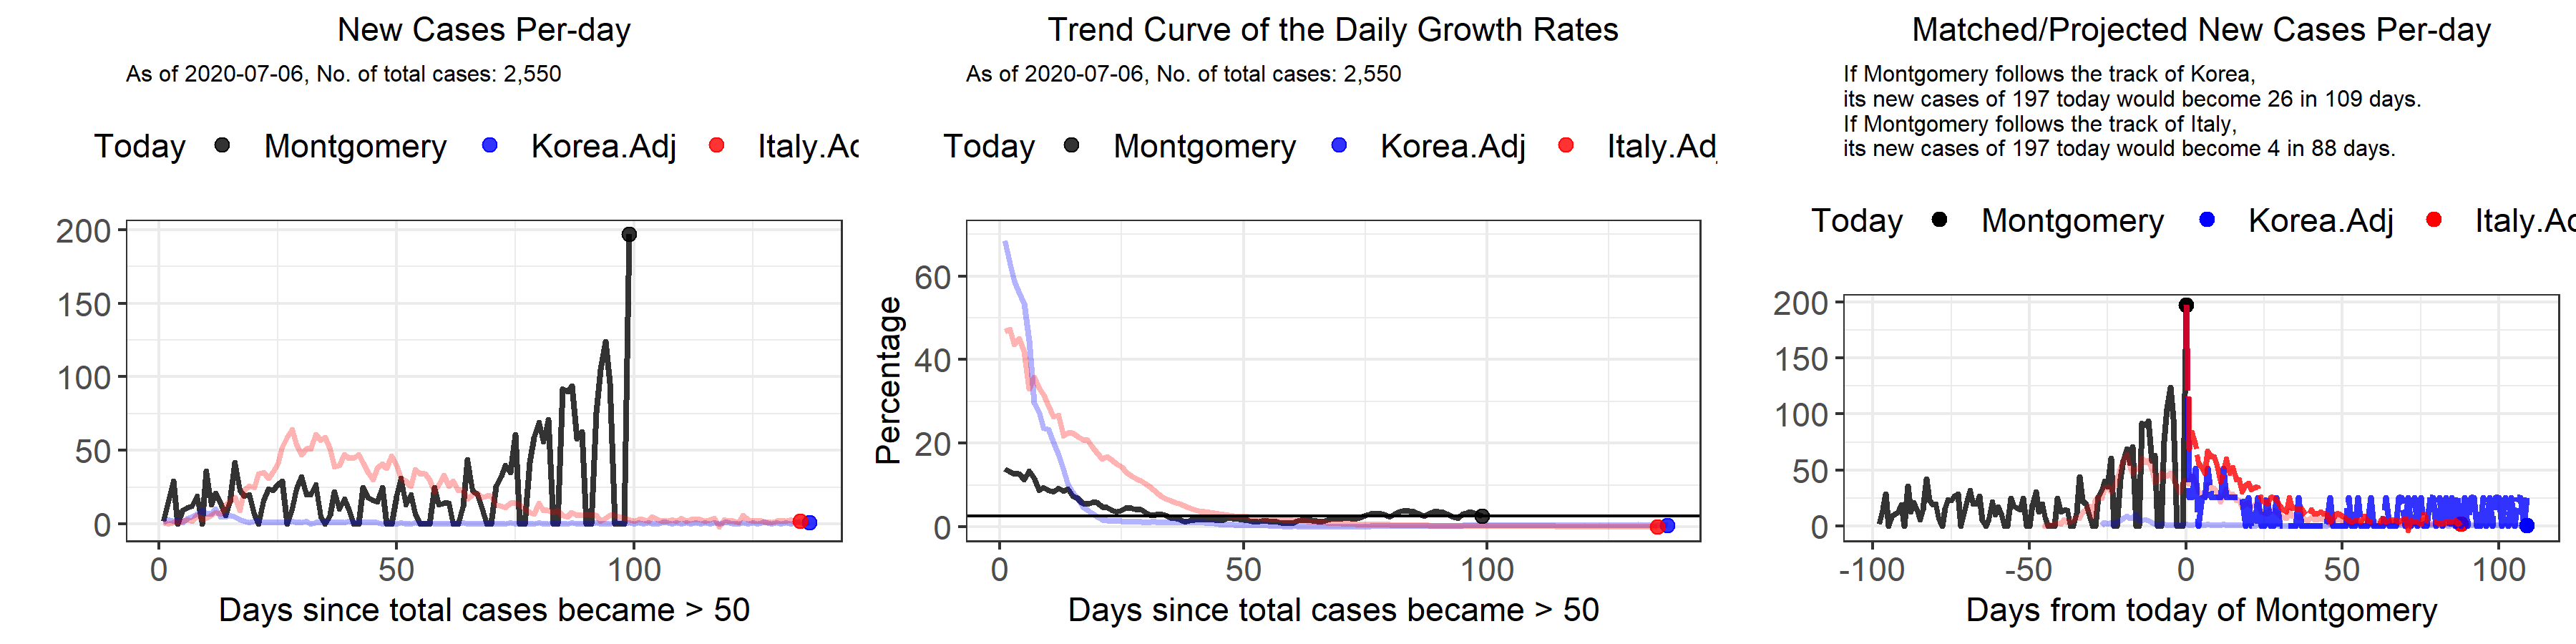 New Cases Per-day
As of 2020-07-06, No. of total cases: 2,550
Today Montgomery Korea.Adj Italy.Ac
200
150
100
50
0
0 50 100
Days since total cases became > 50
Trend Curve of the Daily Growth Rates
As of 2020-07-06, No. of total cases: 2,550
Today Montgomery Korea.Adj Italy.Adj
Percentage
60
40
20
0
0 50 100
Days since total cases became > 50
Matched/Projected New Cases Per-day
If Montgomery follows the track of Korea,
its new cases of 197 today would become 26 in 109 days.
If Montgomery follows the track of Italy,
its new cases of 197 today would become 4 in 88 days.
Today Montgomery Korea.Adj Italy.Ac
200
150
100
50
0
-100 -50 0 50 100
Days from today of Montgomery